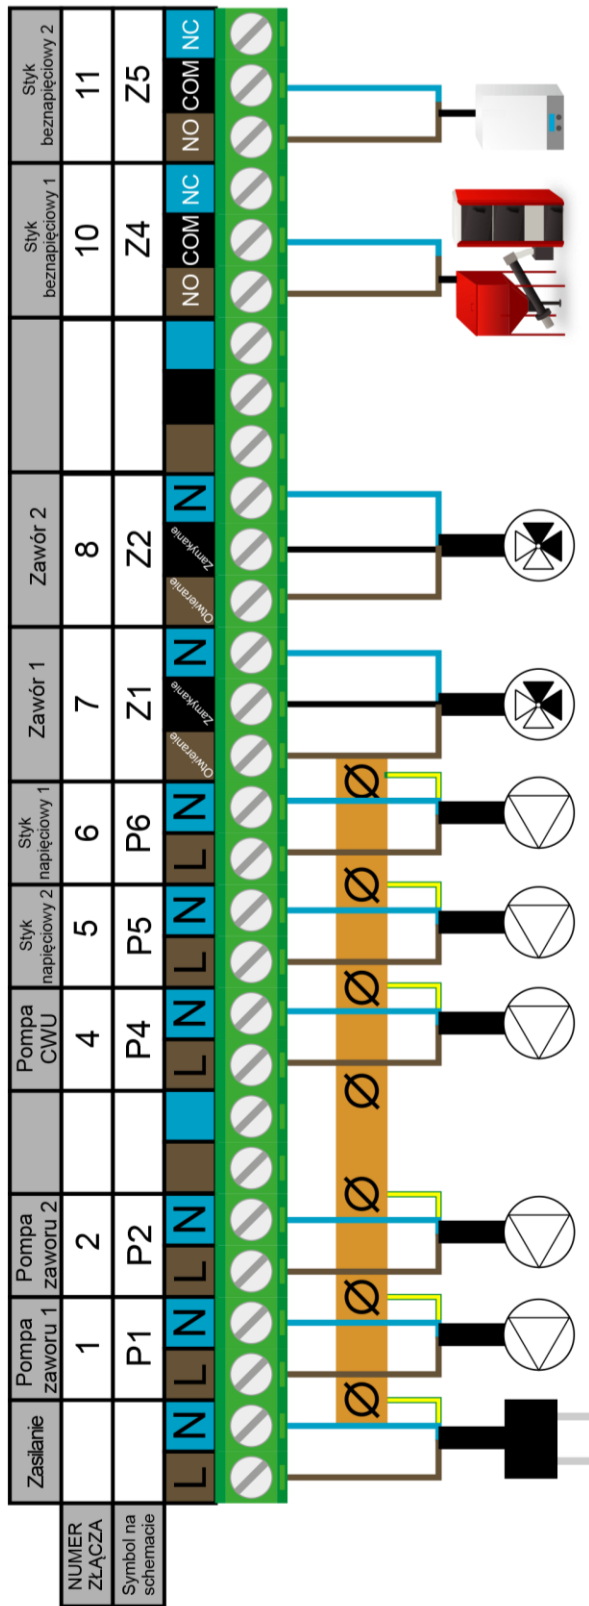 Zasilanie
Pompa
zaworu 1
Pompa
zaworu 2
Pompa
CWU
Styk
napięciowy 2
Styk
napięciowy 1
Zawór 1
Zawór 2
Styk
beznapięciowy 1
Styk
beznapięciowy 2
NUMER
ZŁĄCZA
1
2
4
5
6
7
8
10
11
Symbol na
schemacie
P1
P2
P4
P5
P6
Z1
Z2
Z4
Z5
L N
L N
L N
L N
L N
L N
Otwieranie
Zamykanie
N
Otwieranie
Zamykanie
N
NO COM NC
NO COM NC